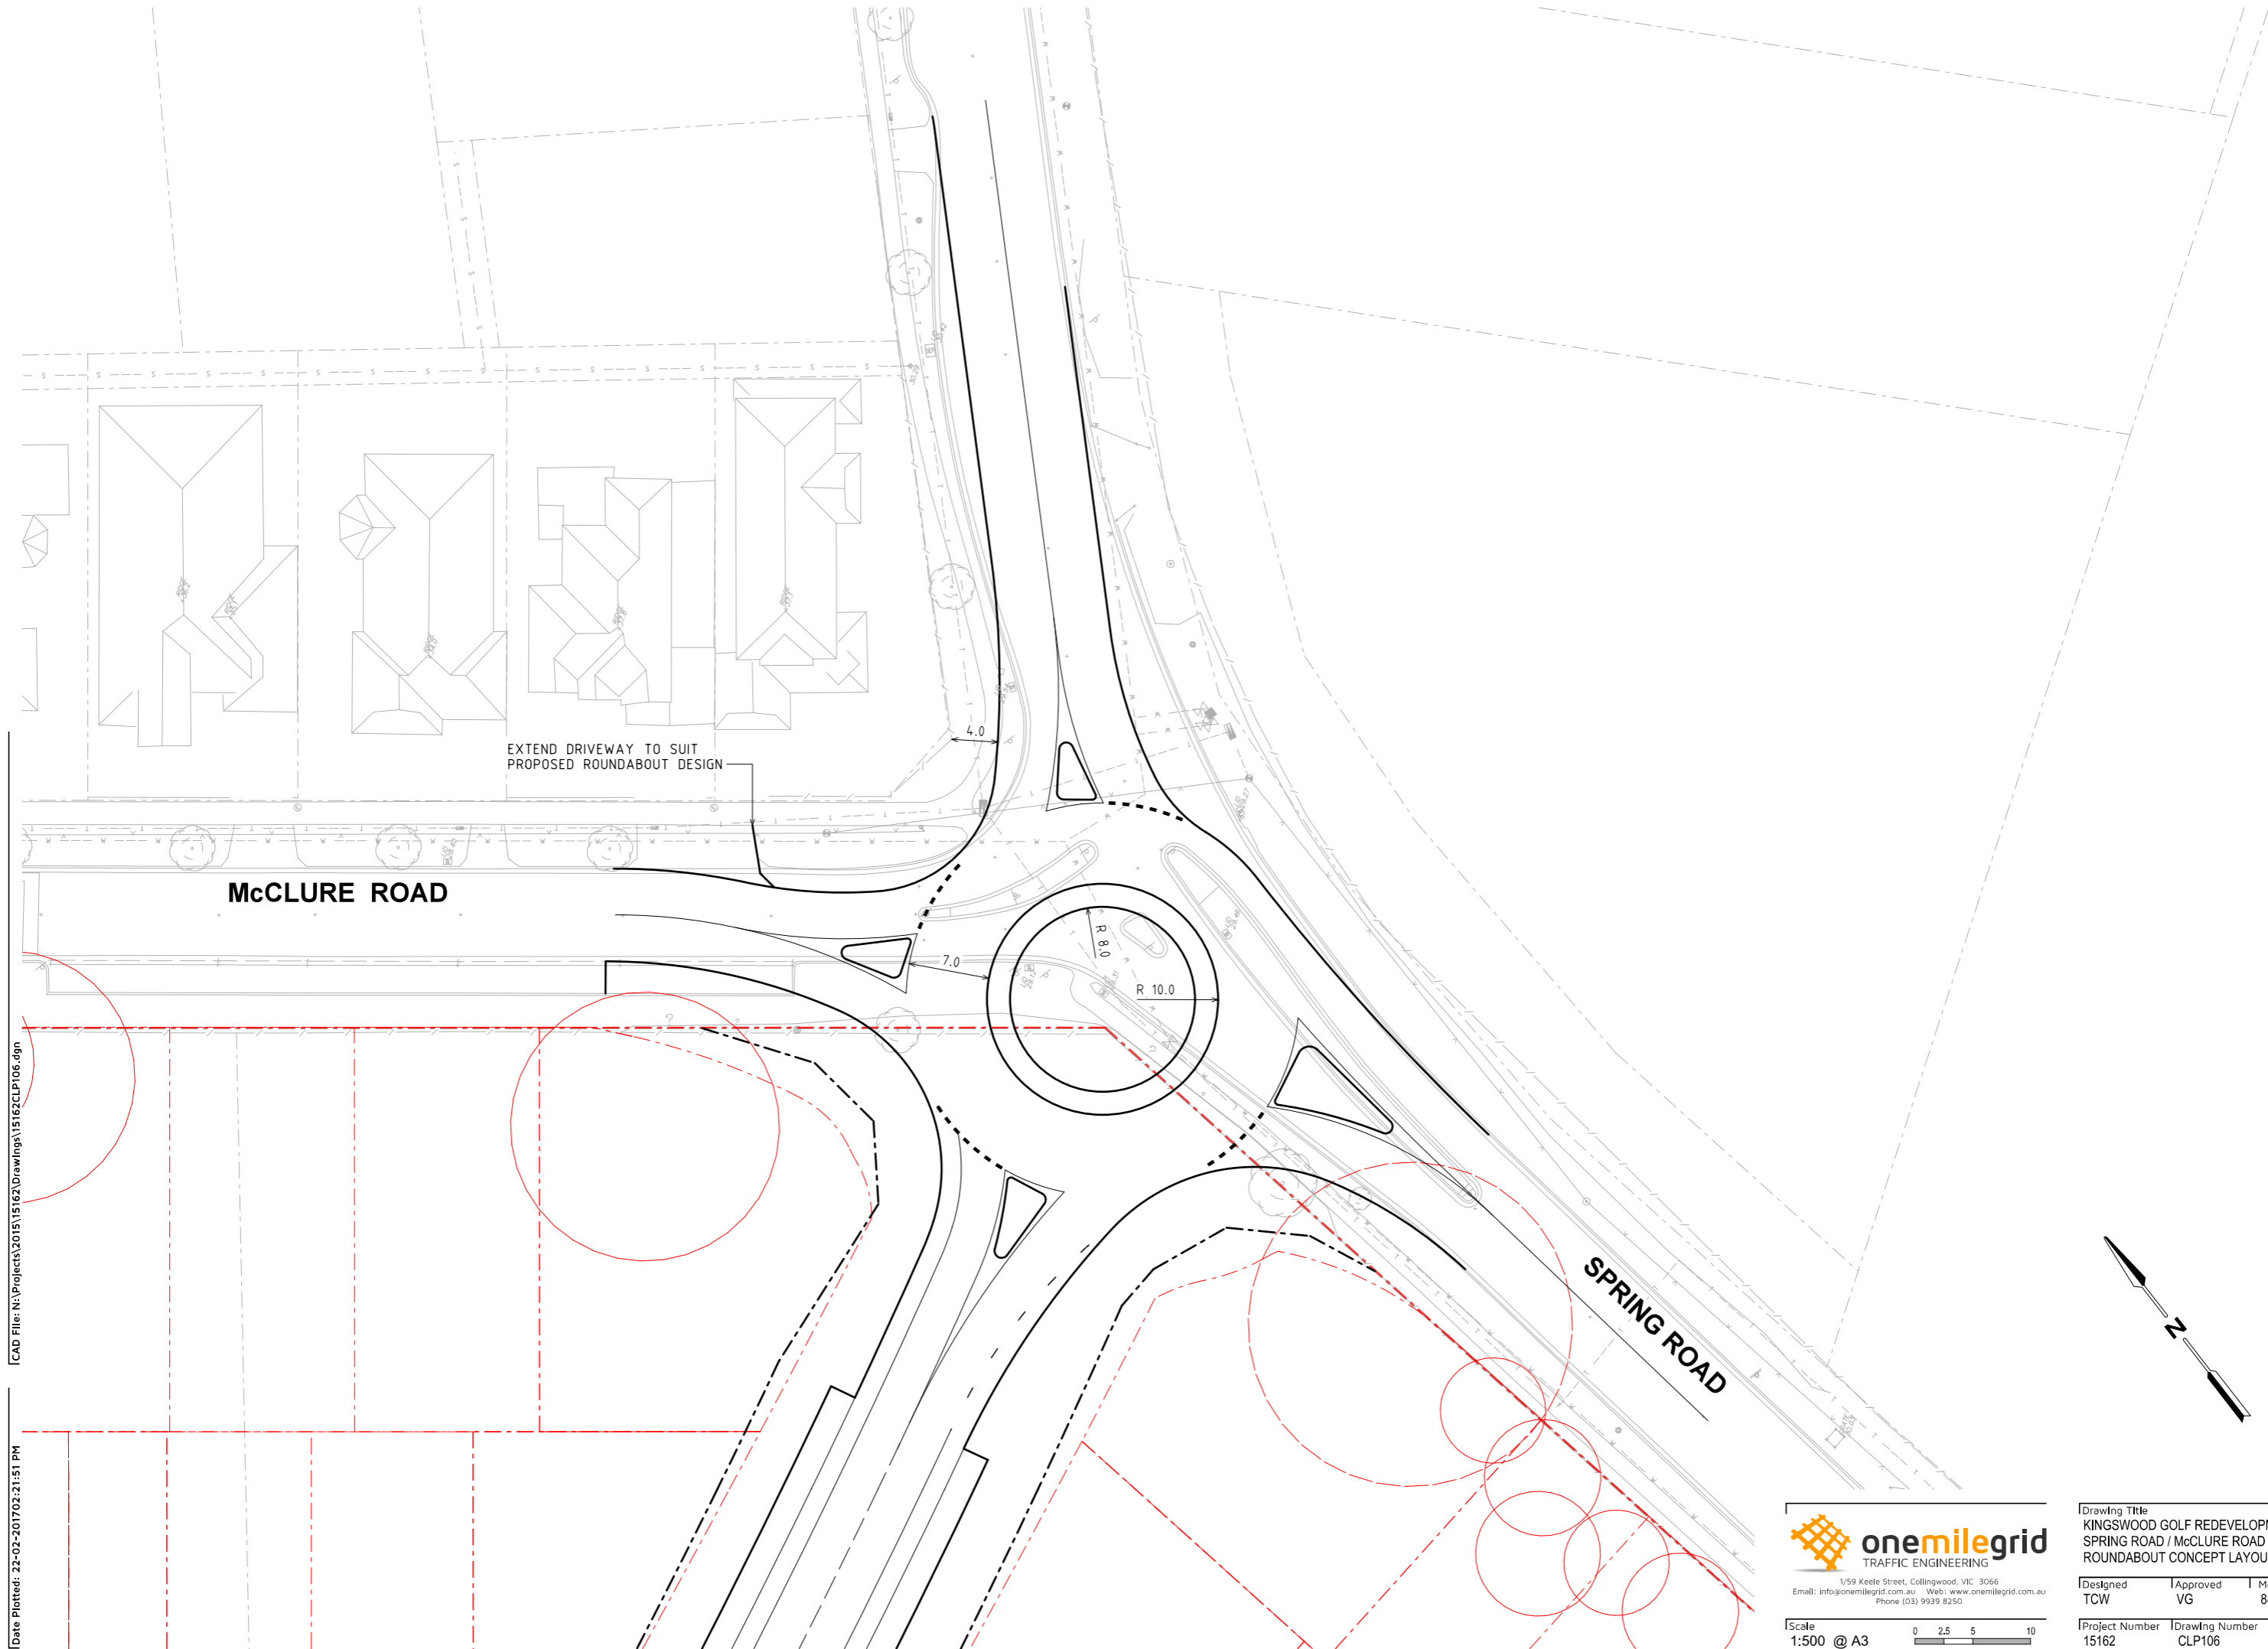 EXTEND DRIVEWAY TO SUIT
PROPOSED ROUNDABOUT DESIGN
4.0
McCLURE ROAD
7.0
R 8.0
R 10.0
SPRING ROAD
N
CAD File: N:\Projects\2015\15162\Drawings\15162CLP106.dgn
Date Plotted: 22-02-201702:21:51 PM
onemilegrid
TRAFFIC ENGINEERING
1/59 Keele Street, Collingwood, VIC 3066
Email: info@onemilegrid.com.au Web: www.onemilegrid.com.au
Phone (03) 9939 8250
Scale
1:500 @ A3
0 2.5 5 10
Drawing Title
KINGSWOOD GOLF REDEVELOPM
SPRING ROAD / McCLURE ROAD
ROUNDABOUT CONCEPT LAYOU
Designed Approved M
TCW VG 8
Project Number Drawing Number
15162 CLP106